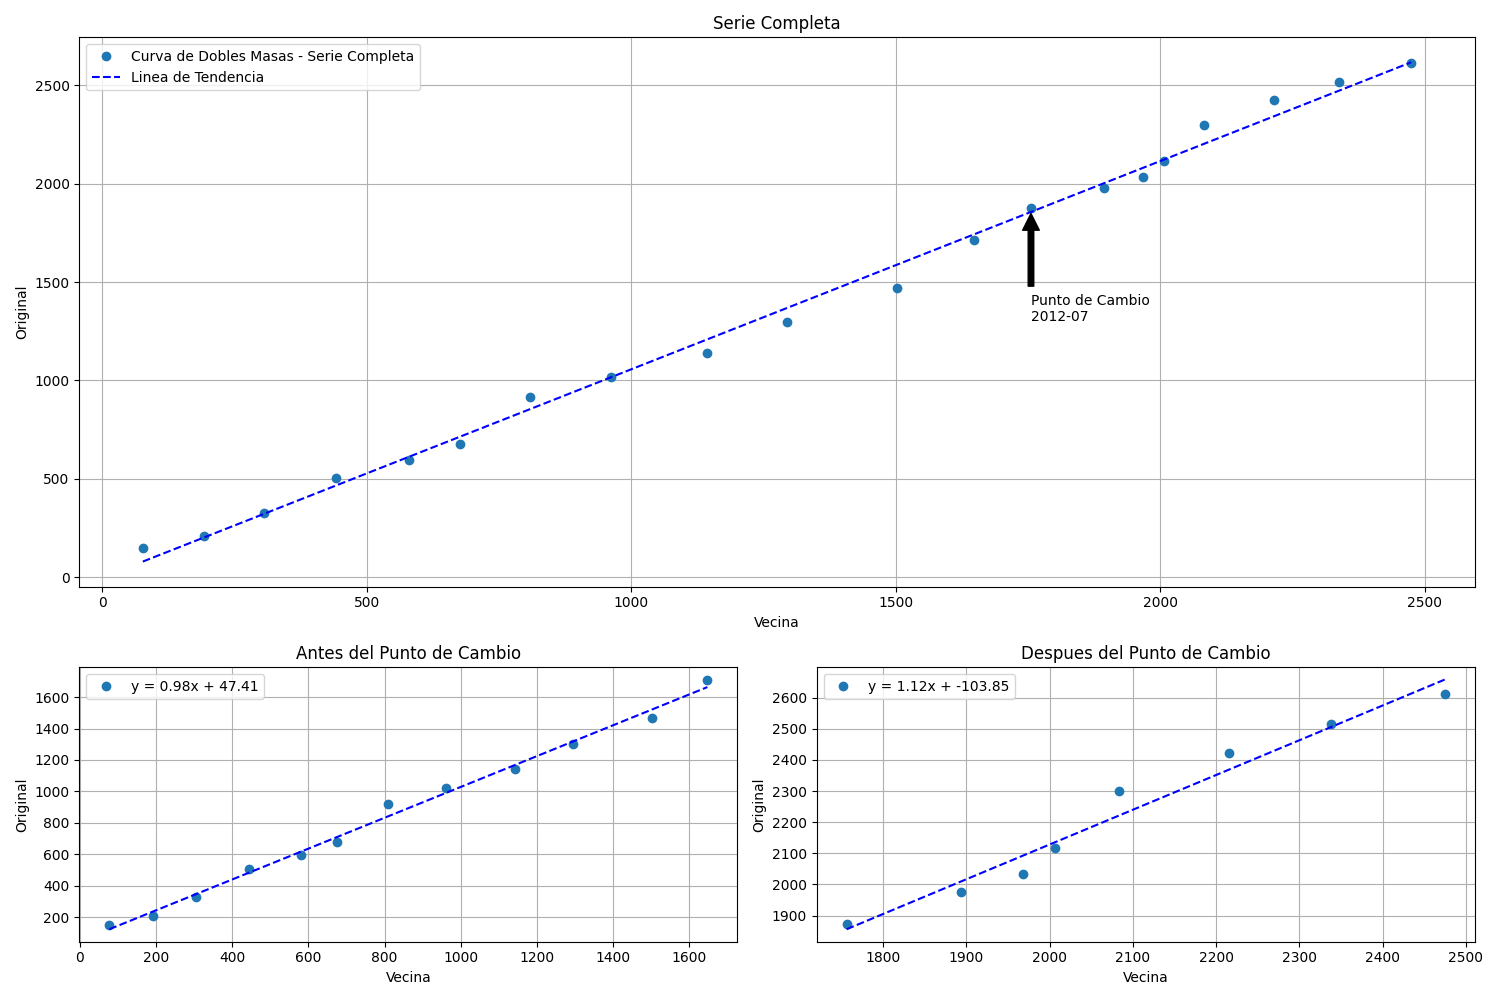 Serie Completa
Curva de Dobles Masas - Serie Completa
Linea de Tendencia
2500
2000
1500
1000
500
0
Original
Punto de Cambio
2012-07
0 500 1000 1500 2000 2500
Vecina
Antes del Punto de Cambio
y = 0.98x + 47.41
1600
1400
1200
1000
800
600
400
200
Original
0 200 400 600 800 1000 1200 1400 1600
Vecina
Despues del Punto de Cambio
y = 1.12x + -103.85
2600
2500
2400
2300
2200
2100
2000
1900
Original
1800 1900 2000 2100 2200 2300 2400 2500
Vecina